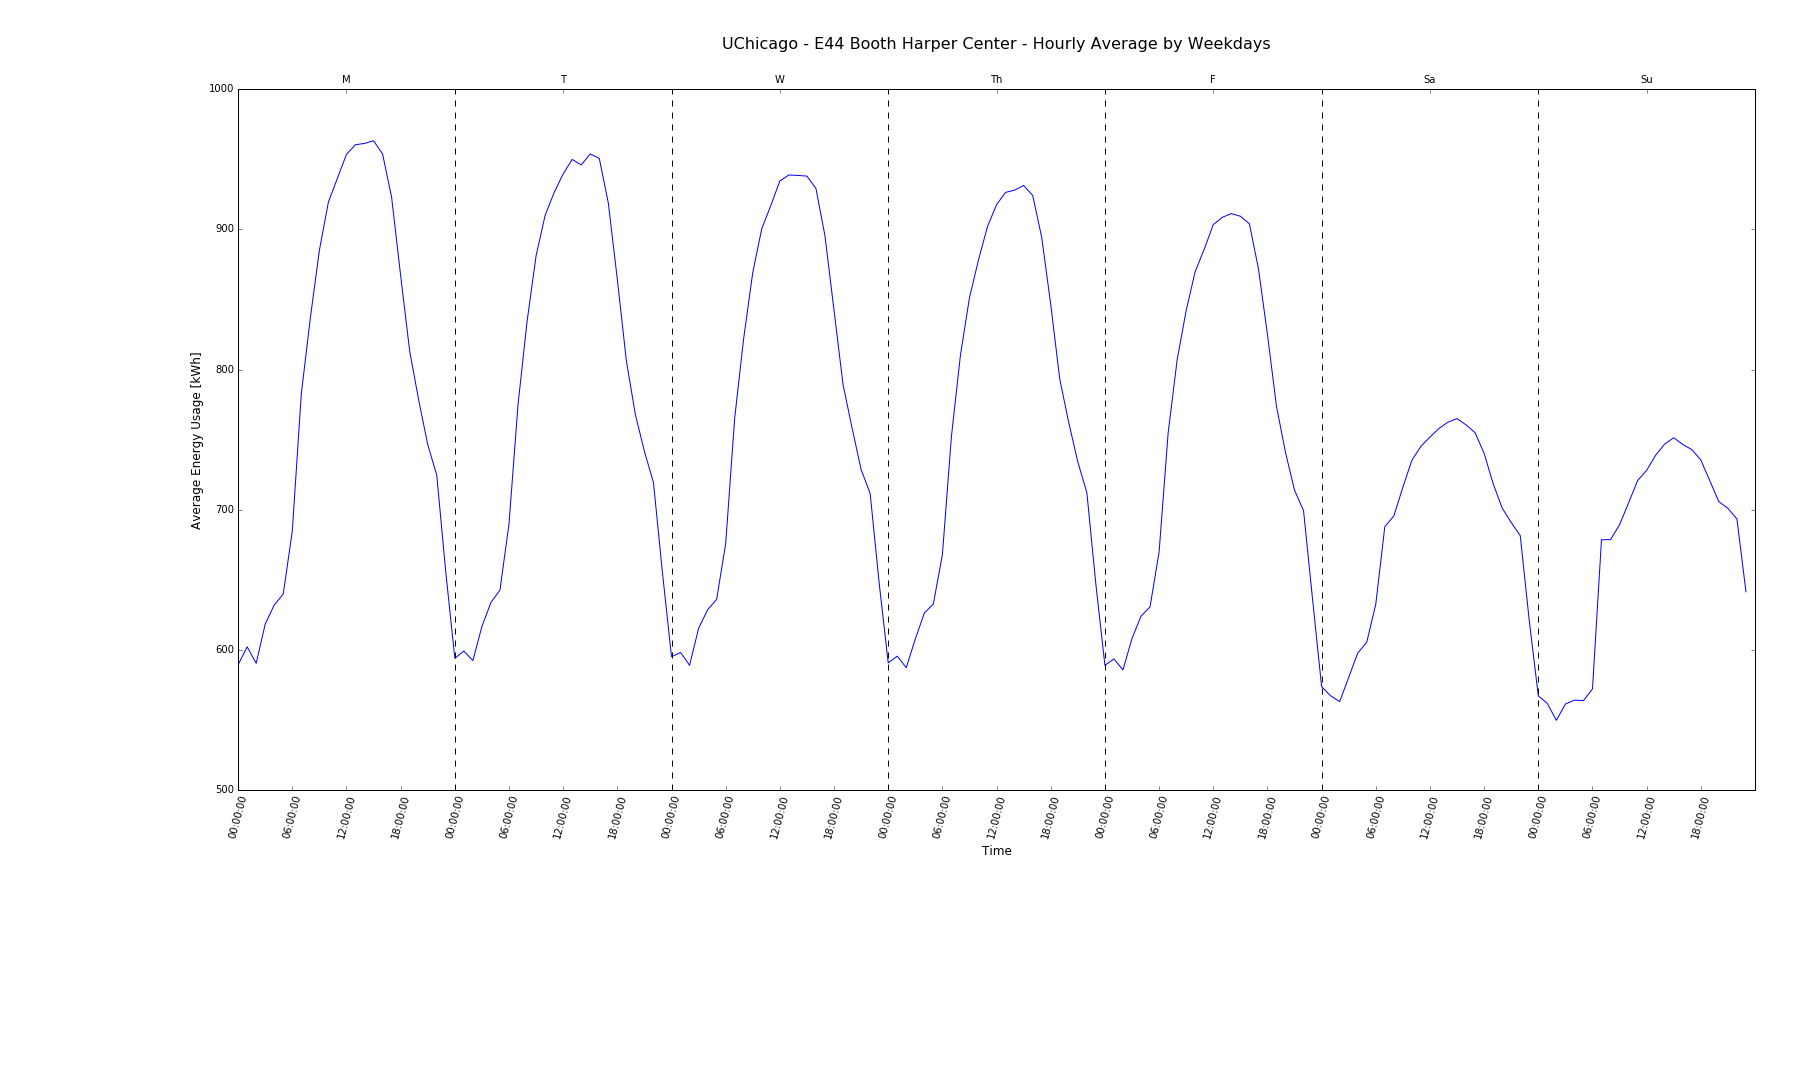 UChicago - E44 Booth Harper Center - Hourly Average by Weekdays
M T W Th F Sa Su
1000
900
800
700
600
500
Average Energy Usage [kWh]
00:00:00 06:00:00 12:00:00 18:00:00 00:00:00 06:00:00 12:00:00 18:00:00 00:00:00 06:00:00 12:00:00 18:00:00 00:00:00 06:00:00 12:00:00 18:00:00 00:00:00 06:00:00 12:00:00 18:00:00 00:00:00 06:00:00 12:00:00 18:00:00 00:00:00 06:00:00 12:00:00 18:00:00
Time